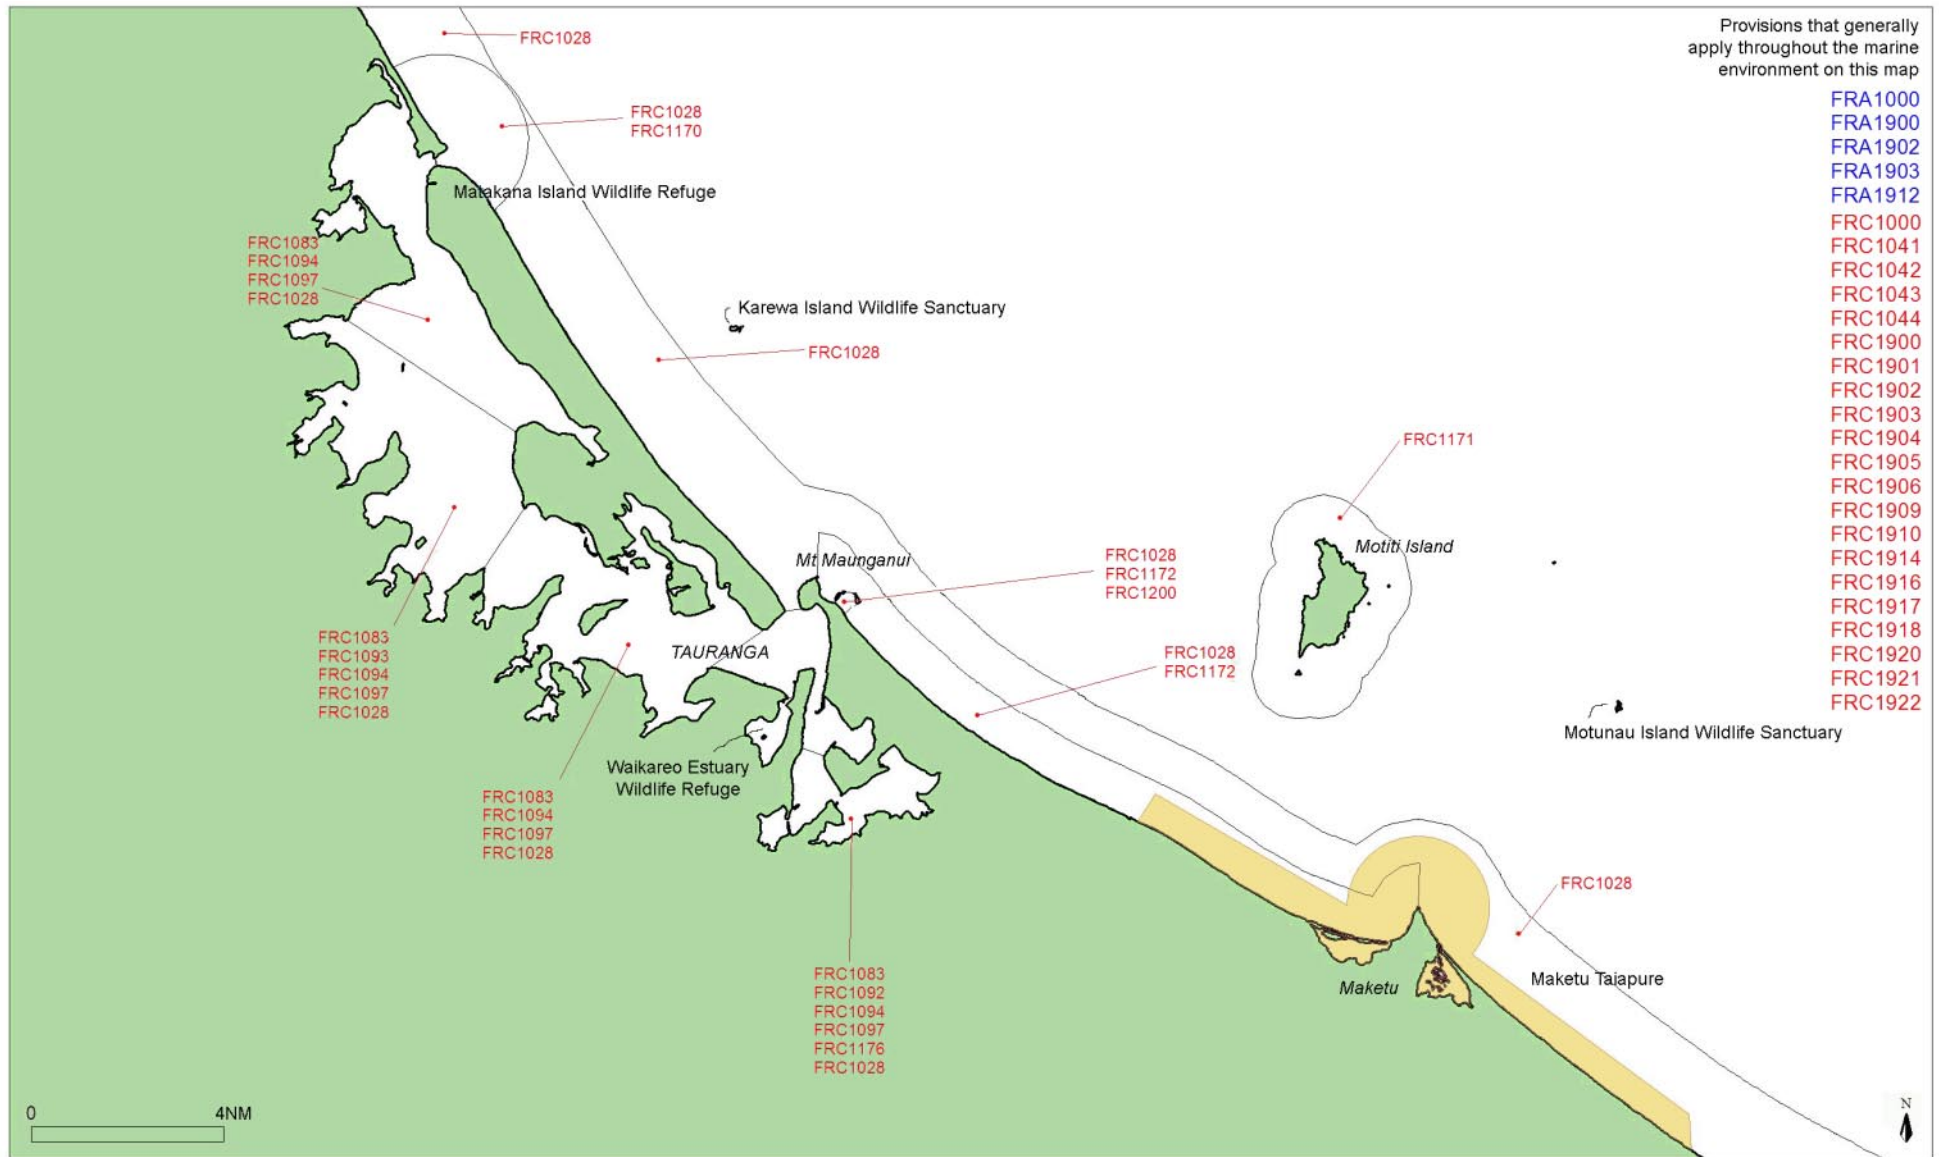 Provisions that generally
apply throughout the marine
environment on this map
FRA1000
FRA1900
FRA1902
FRA1903
FRA1912
FRC1000
FRC1041
FRC1042
FRC1043
FRC1044
FRC1900
FRC1901
FRC1902
FRC1903
FRC1904
FRC1905
FRC1906
FRC1909
FRC1910
FRC1914
FRC1916
FRC1917
FRC1918
FRC1920
FRC1921
FRC1922
FRC1028
FRC1028
FRC1170
Matakana Island Wildlife Refuge
FRC1083
FRC1094
FRC1097
FRC1028
Karewa Island Wildlife Sanctuary
FRC1028
FRC1171
Motiti Island
Mt Maunganui
FRC1028
FRC1172
FRC1200
FRC1083
FRC1093
FRC1094
FRC1097
FRC1028
TAURANGA
FRC1028
FRC1172
Motunau Island Wildlife Sanctuary
Waikareo Estuary
Wildlife Refuge
FRC1083
FRC1094
FRC1097
FRC1028
FRC1028
FRC1083
FRC1092
FRC1094
FRC1097
FRC1176
FRC1028
Maketu
Maketu Taiapure
0 4NM
N